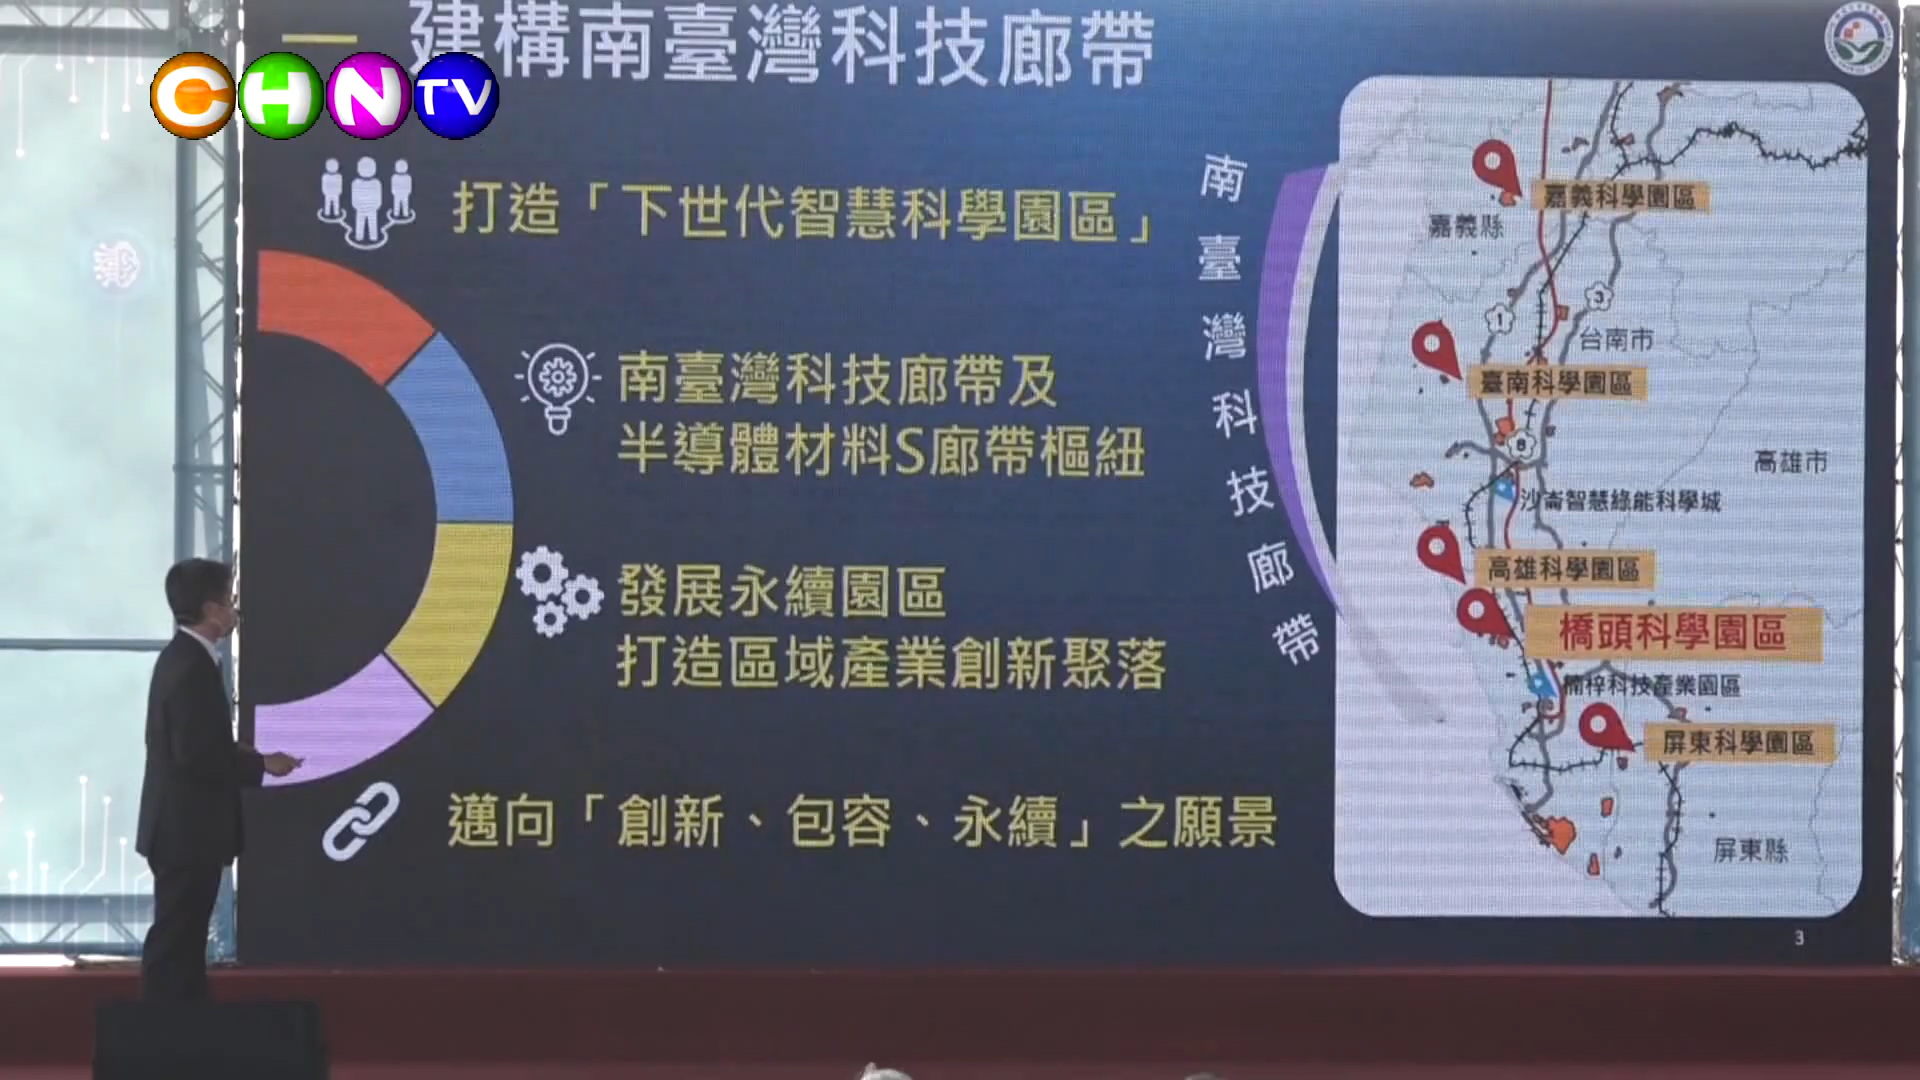 一 建構南臺灣科技廊帶
CHNTV
打造「下世代智慧科學園區」
南臺灣科技廊帶及
半導體材料S廊帶樞紐
發展永續園區
打造區域產業創新聚落
邁向「創新、包容、永續」之願景
南臺灣科技廊帶
嘉義科學園區
嘉義縣
3
1
台南市
臺南科學園區
8
高雄市
沙崙智慧綠能科學城
高雄科學園區
橋頭科學園區
楠梓科技產業園區
屏東科學園區
屏東縣
3